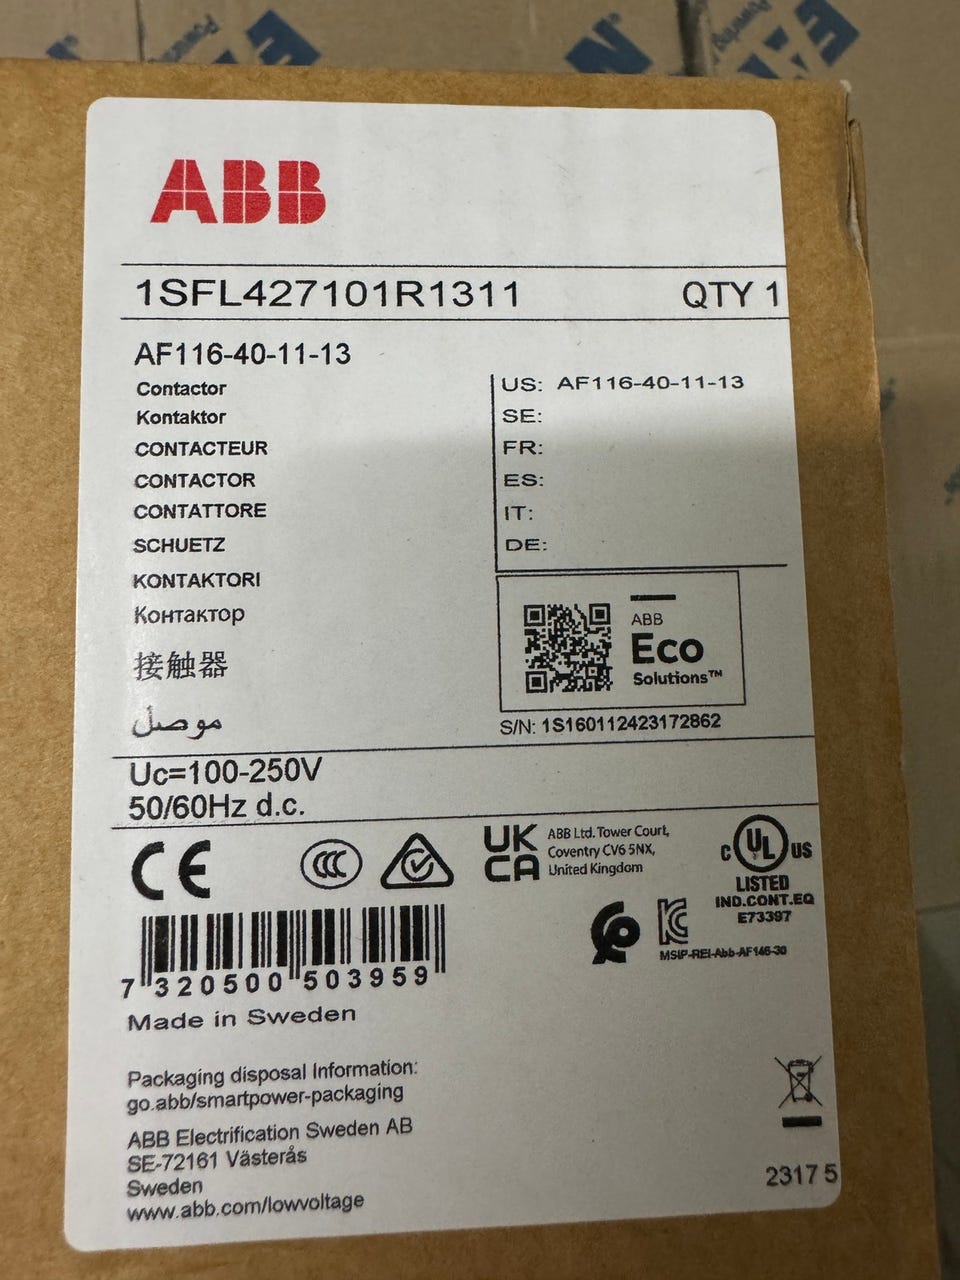 ABB
1SFL427101R1311 QTY 1
AF116-40-11-13
Contactor
Kontaktor
CONTACTEUR
CONTACTOR
CONTATTORE
SCHUETZ
KONTAKTORI
Контактор
接触器
موصل
US: AF116-40-11-13
SE:
FR:
ES:
IT:
DE:
ABB
Eco
Solutions™
S/N: 1S160112423172862
Uc=100-250V
50/60Hz d.c.
CE
CCC
UK
CA
ABB Ltd. Tower Court,
Coventry CV6 5NX,
United Kingdom
C UL US
LISTED
IND.CONT.EQ
E73397
MSIP-REI-Abb-AF146-30
7 320500 503959
Made in Sweden
Packaging disposal Information:
go.abb/smartpower-packaging
ABB Electrification Sweden AB
SE-72161 Västerås
Sweden
www.abb.com/lowvoltage
2317 5